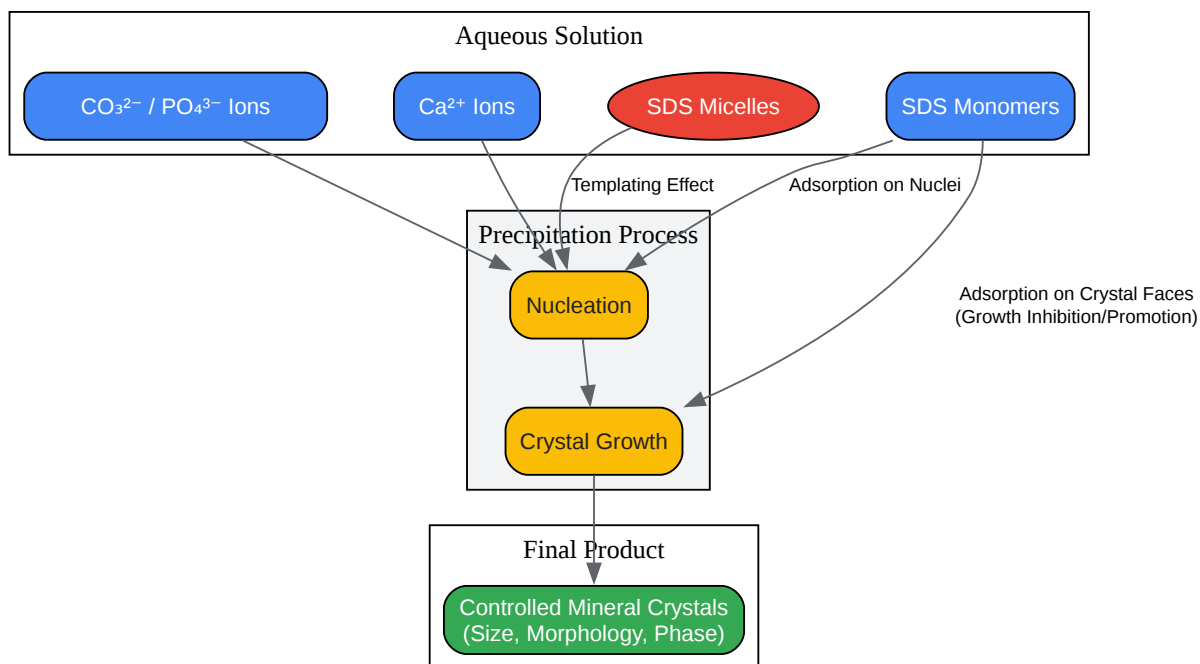 Aqueous Solution
CO₃²⁻ / PO₄³⁻ Ions
Ca²⁺ Ions
SDS Micelles
SDS Monomers
Templating Effect
Adsorption on Nuclei
Precipitation Process
Nucleation
Adsorption on Crystal Faces
(Growth Inhibition/Promotion)
Crystal Growth
Final Product
Controlled Mineral Crystals
(Size, Morphology, Phase)